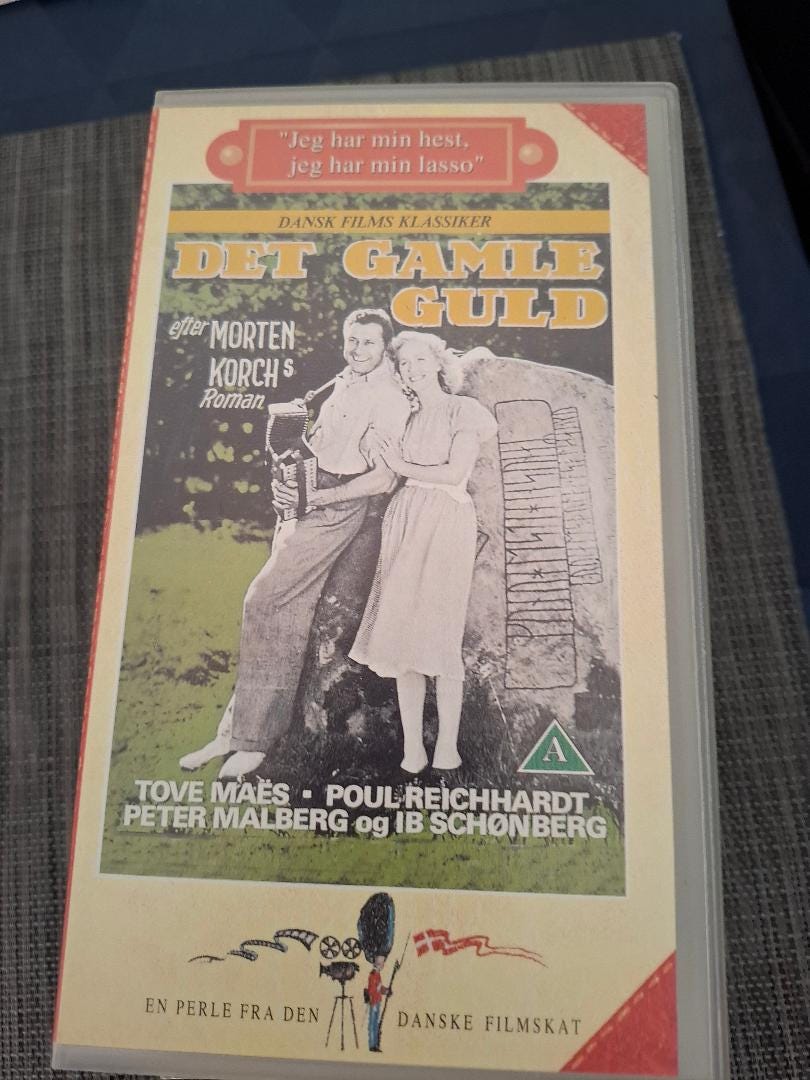 "Jeg har min hest,
jeg har min lasso"
DANSK FILMS KLASSIKER
DET GAMLE
GULD
efter MORTEN
KORCHs
Roman
A
TOVE MAËS · POUL REICHHARDT
PETER MALBERG og IB SCHØNBERG
EN PERLE FRA DEN DANSKE FILMSKAT